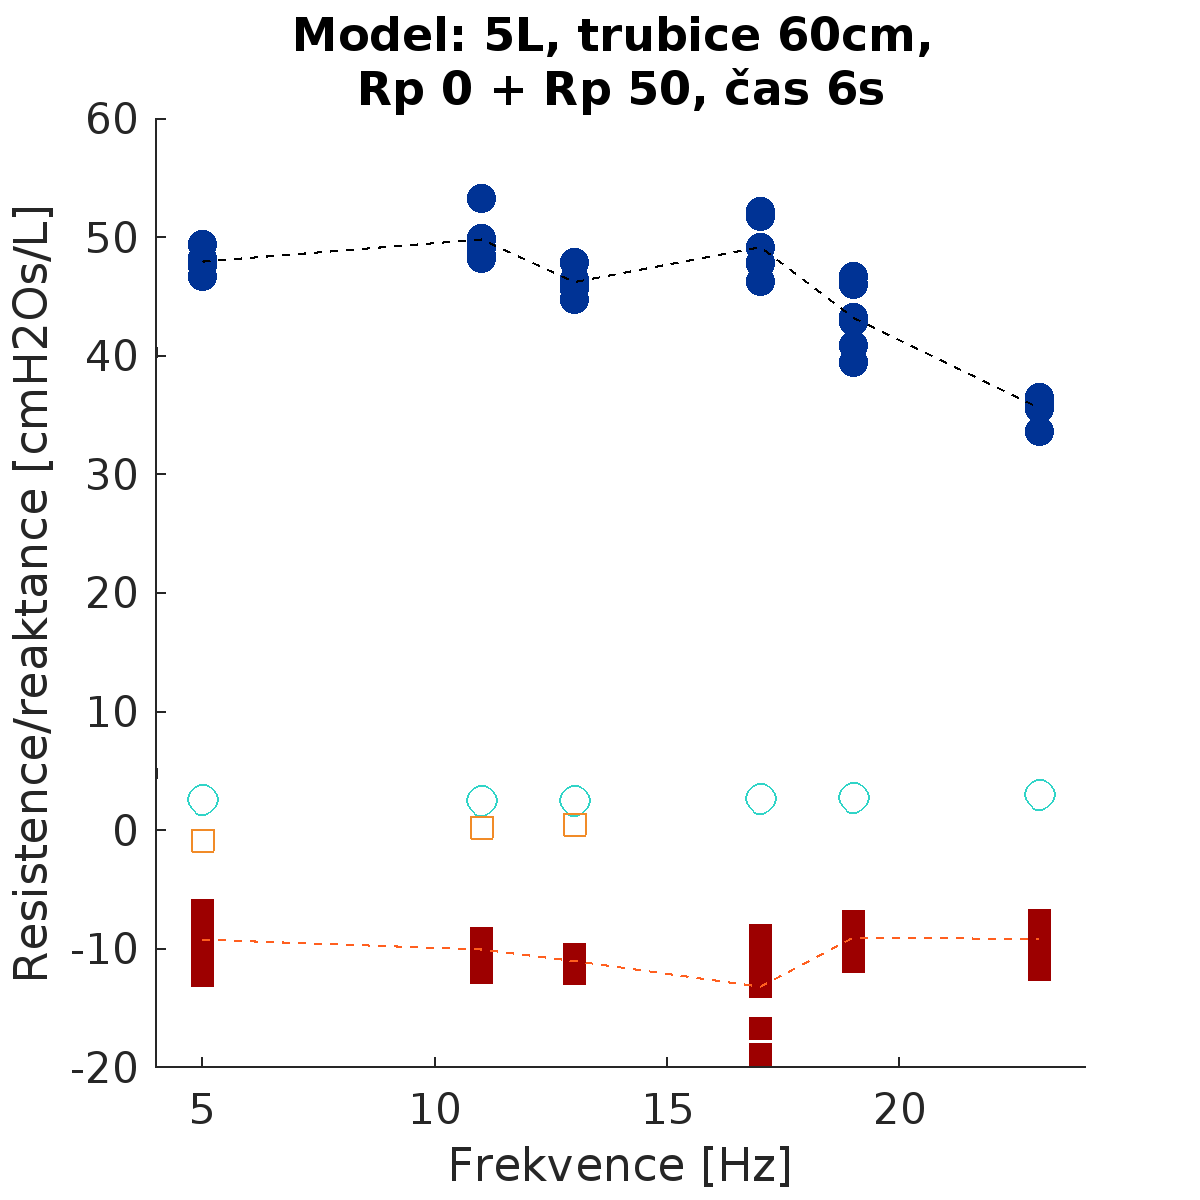 Model: 5L, trubice 60cm,
Rp 0 + Rp 50, čas 6s
Resistence/reaktance [cmH2Os/L]
60
50
40
30
20
10
0
-10
-20
5 10 15 20
Frekvence [Hz]